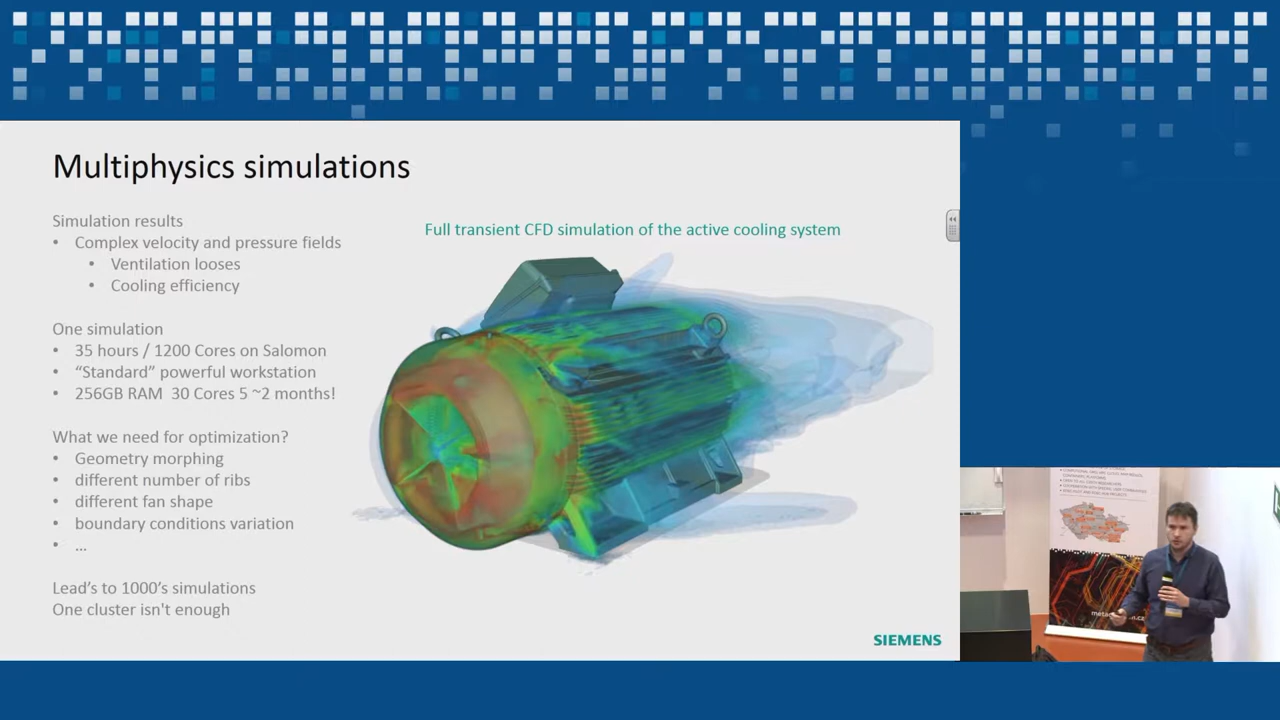 Multiphysics simulations
Simulation results
• Complex velocity and pressure fields
• Ventilation looses
• Cooling efficiency
One simulation
• 35 hours / 1200 Cores on Salomon
• “Standard” powerful workstation
• 256GB RAM 30 Cores 5 ~2 months!
What we need for optimization?
• Geometry morphing
• different number of ribs
• different fan shape
• boundary conditions variation
• ...
Lead’s to 1000’s simulations
One cluster isn't enough
Full transient CFD simulation of the active cooling system
SIEMENS